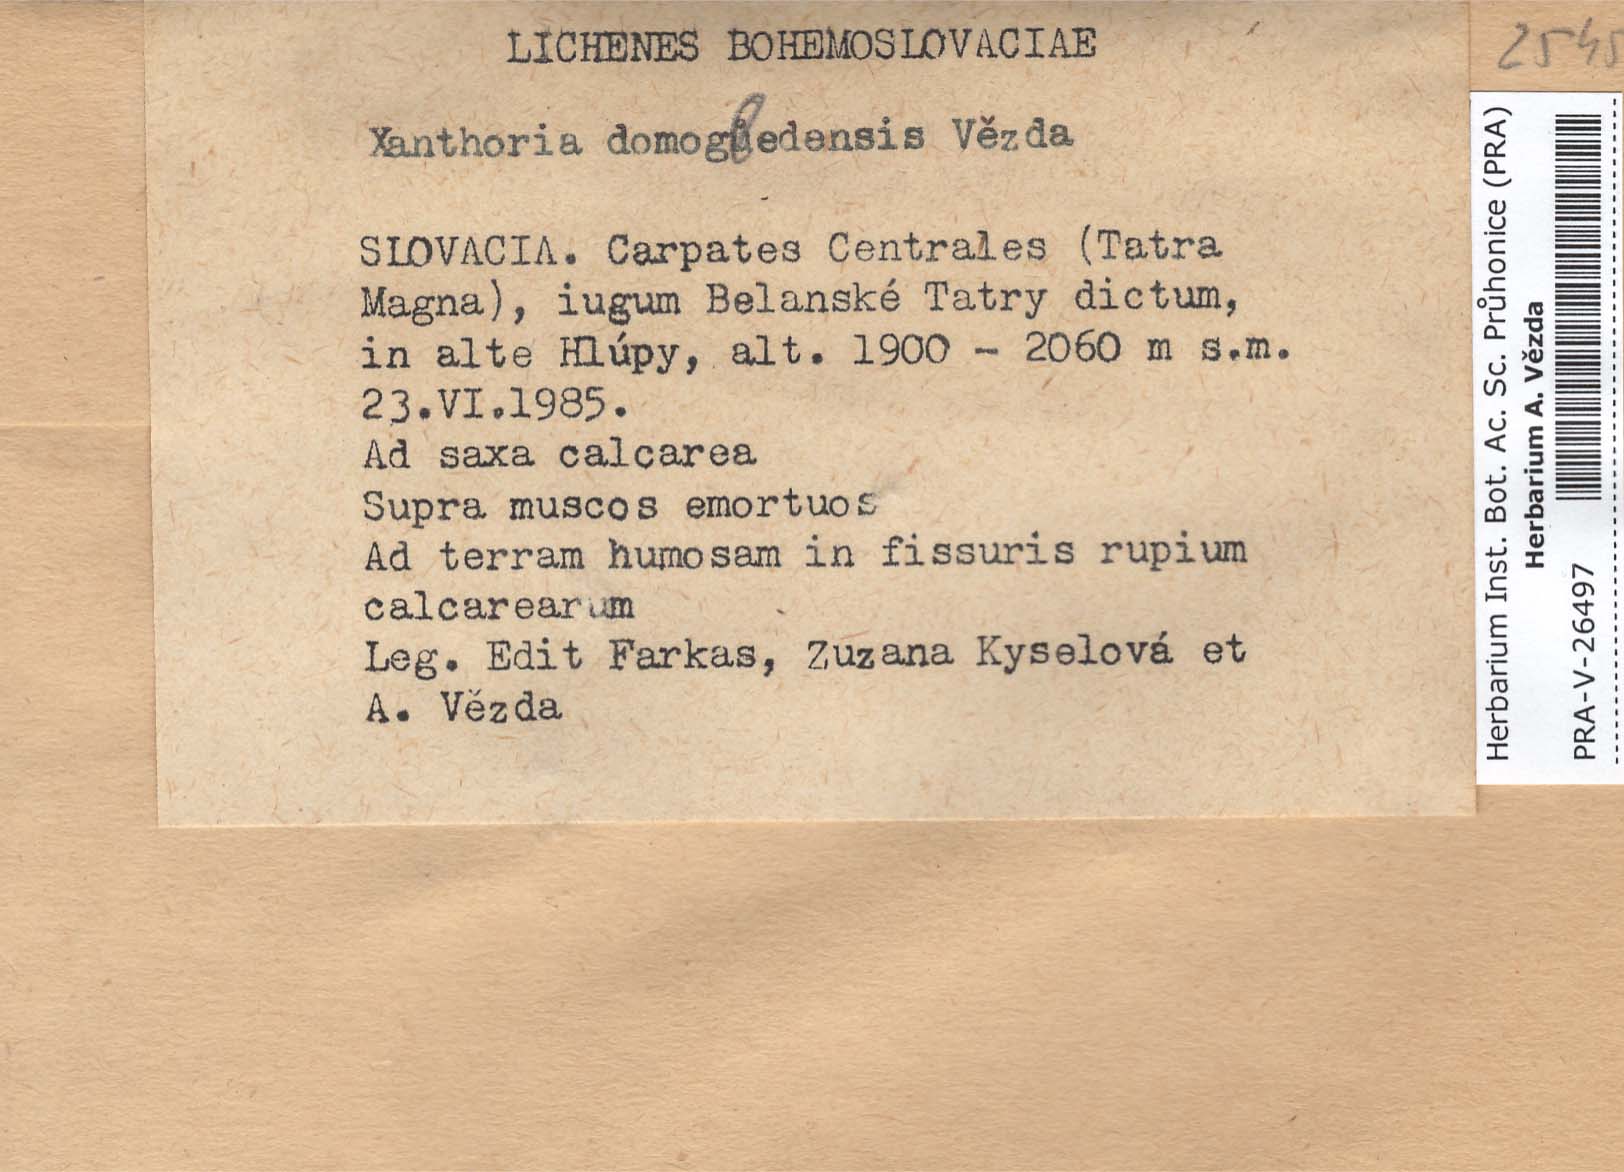 LICHENES BOHEMOSLOVACIAE
Xanthoria domogledensis Vězda
SLOVACIA. Carpates Centrales (Tatra
Magna), iugum Belanské Tatry dictum,
in alte Hlúpy, alt. 1900 - 2060 m s.m.
23.VI.1985.
Ad saxa calcarea
Supra muscos emortuos
Ad terram humosam in fissuris rupium
calcarearum
Leg. Edit Farkas, Zuzana Kyselová et
A. Vězda
2545
Herbarium Inst. Bot. Ac. Sc. Průhonice (PRA)
Herbarium A. Vězda
PRA-V-26497